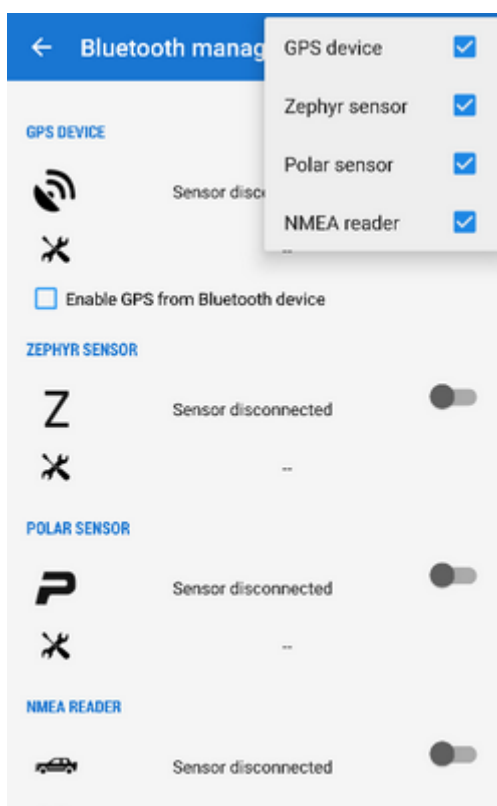 Bluetooth manag
GPS device
Zephyr sensor
Polar sensor
NMEA reader
GPS DEVICE
Sensor disc
--
Enable GPS from Bluetooth device
ZEPHYR SENSOR
Z
Sensor disconnected
--
POLAR SENSOR
P
Sensor disconnected
--
NMEA READER
Sensor disconnected